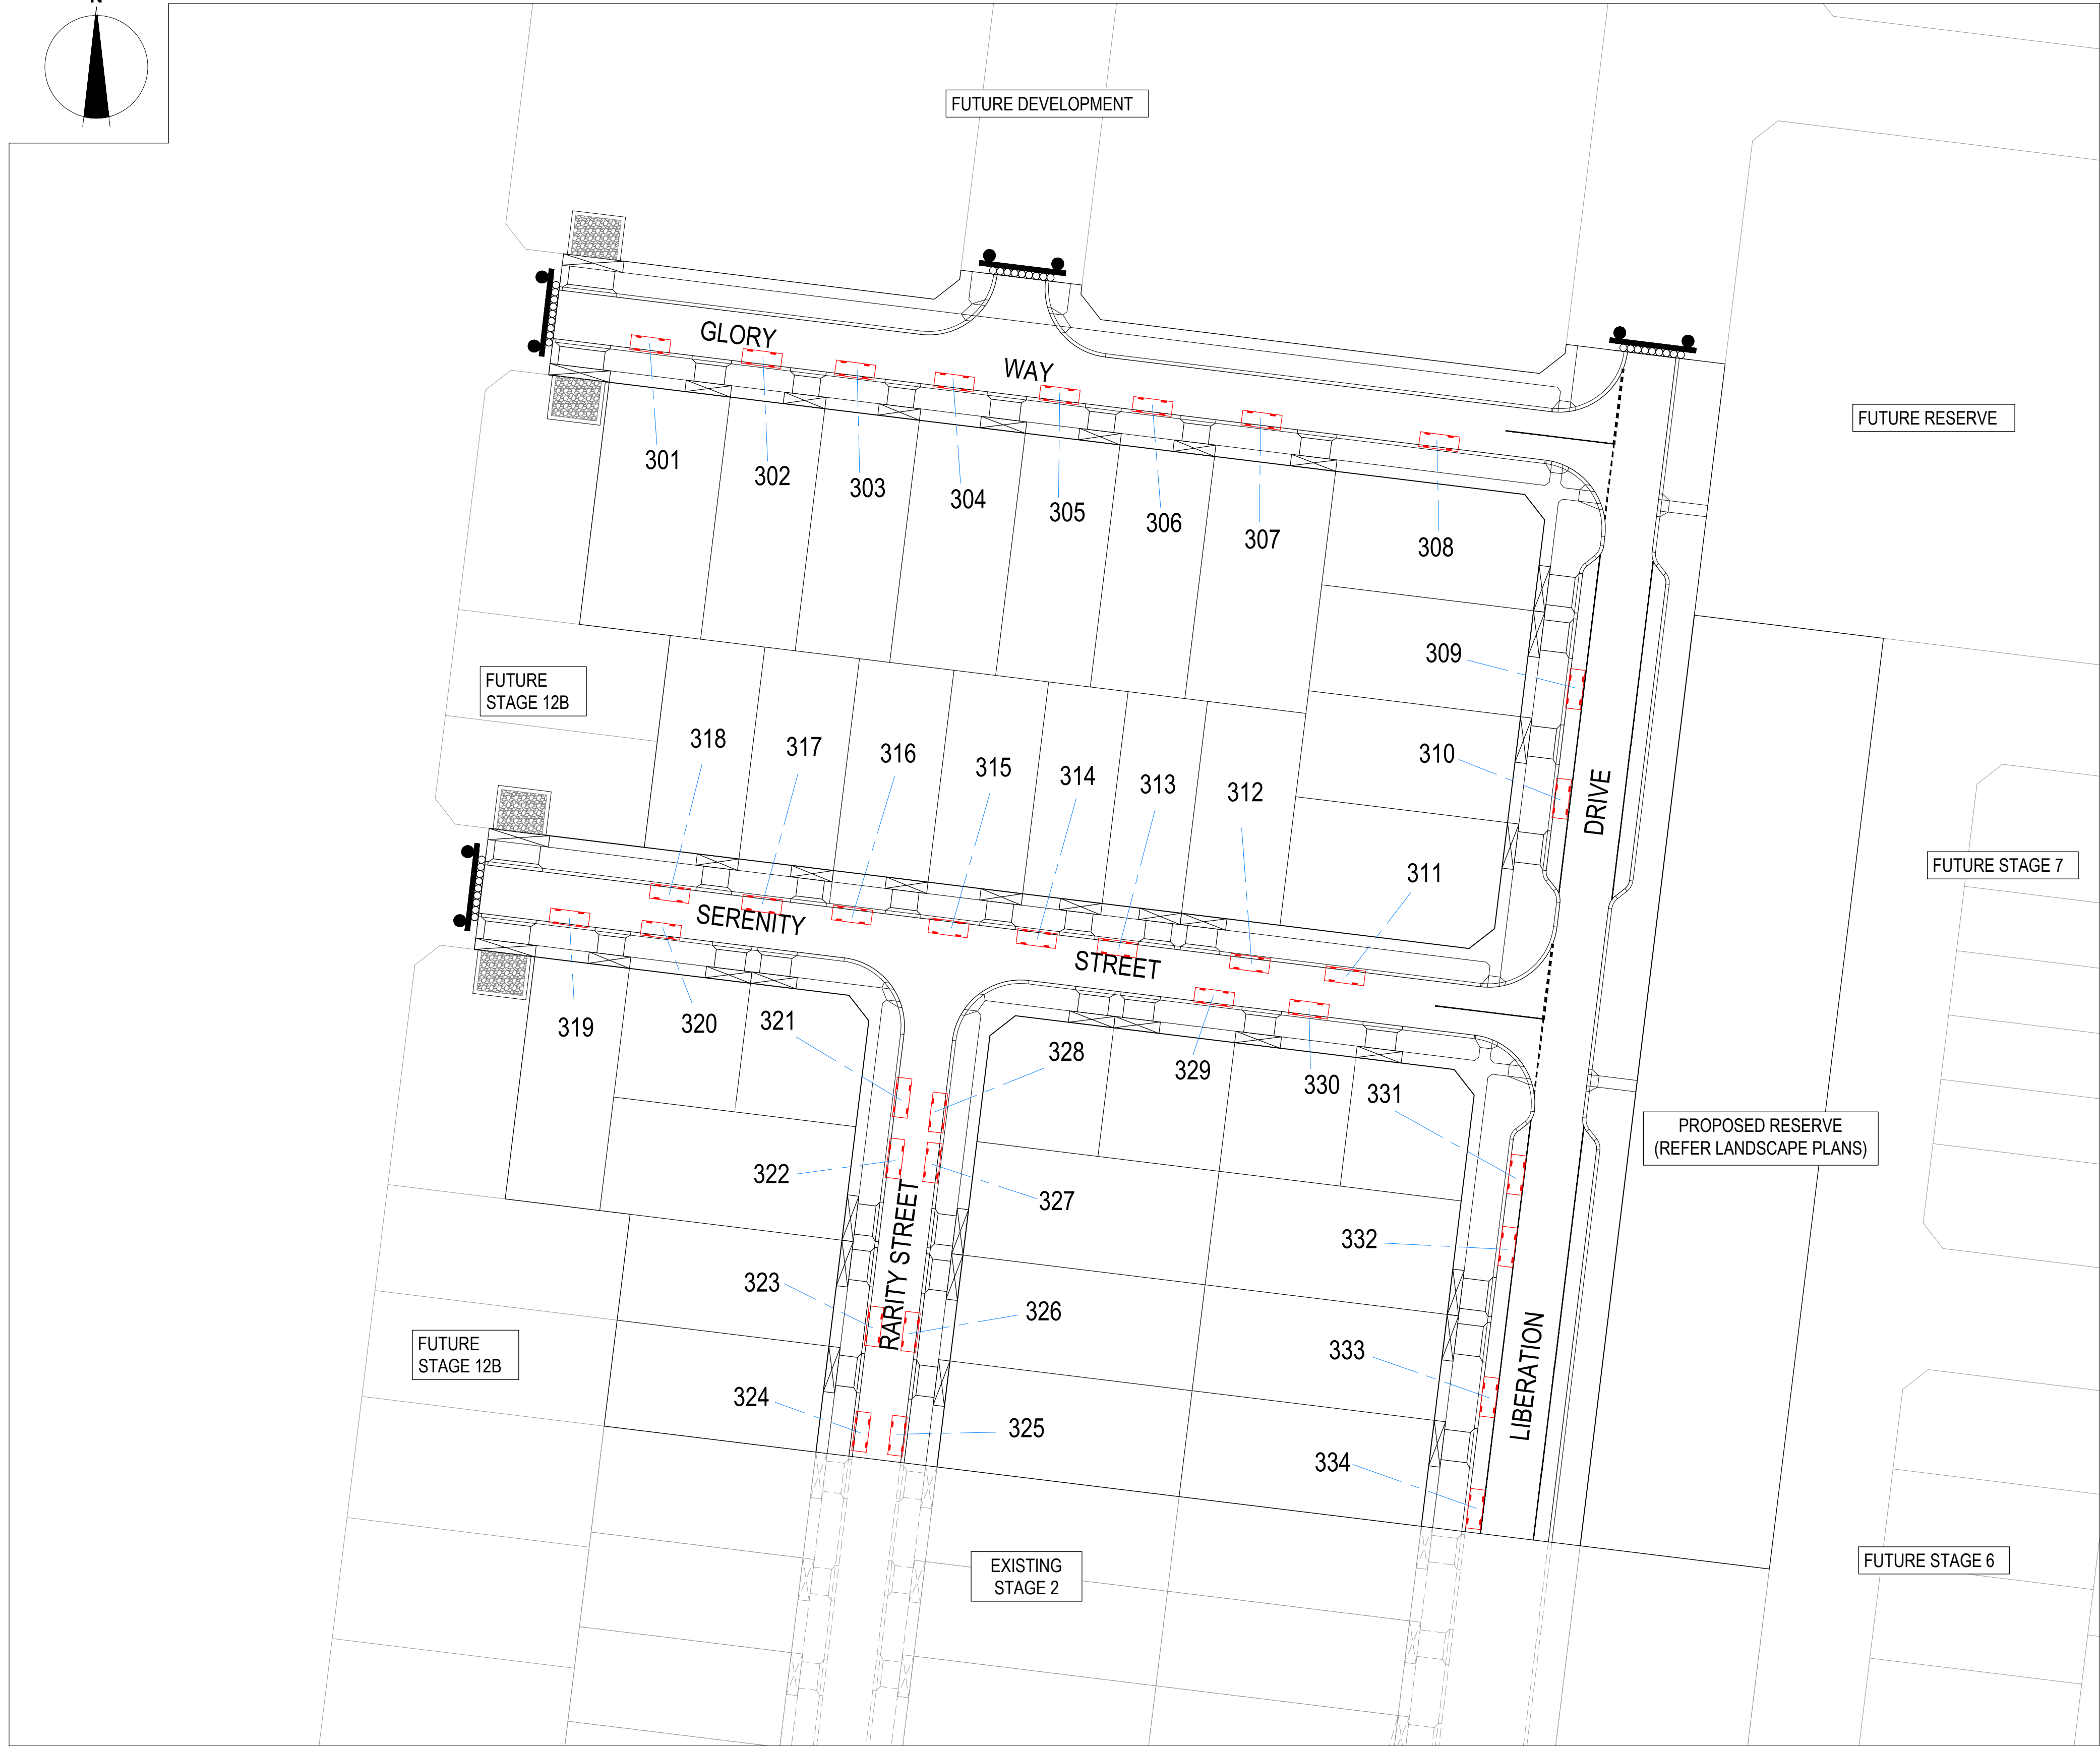 N
FUTURE DEVELOPMENT
GLORY
WAY
FUTURE RESERVE
301
302
303
304
305
306
307
308
309
FUTURE
STAGE 12B
318
317
316
315
314
313
312
310
DRIVE
311
FUTURE STAGE 7
SERENITY
STREET
319
320
321
328
329
330
331
PROPOSED RESERVE
(REFER LANDSCAPE PLANS)
322
327
332
RARITY STREET
323
326
FUTURE
STAGE 12B
333
LIBERATION
324
325
334
EXISTING
STAGE 2
FUTURE STAGE 6